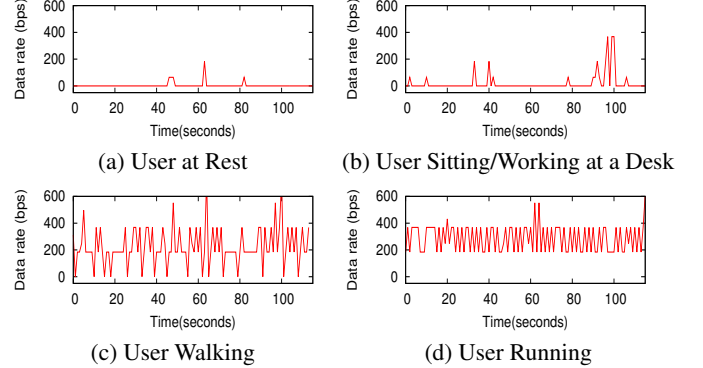 Data rate (bps)
600
400
200
0
0 20 40 60 80 100
Time(seconds)
(a) User at Rest
Data rate (bps)
600
400
200
0
0 20 40 60 80 100
Time(seconds)
(b) User Sitting/Working at a Desk
Data rate (bps)
600
400
200
0
0 20 40 60 80 100
Time(seconds)
(c) User Walking
Data rate (bps)
600
400
200
0
0 20 40 60 80 100
Time(seconds)
(d) User Running